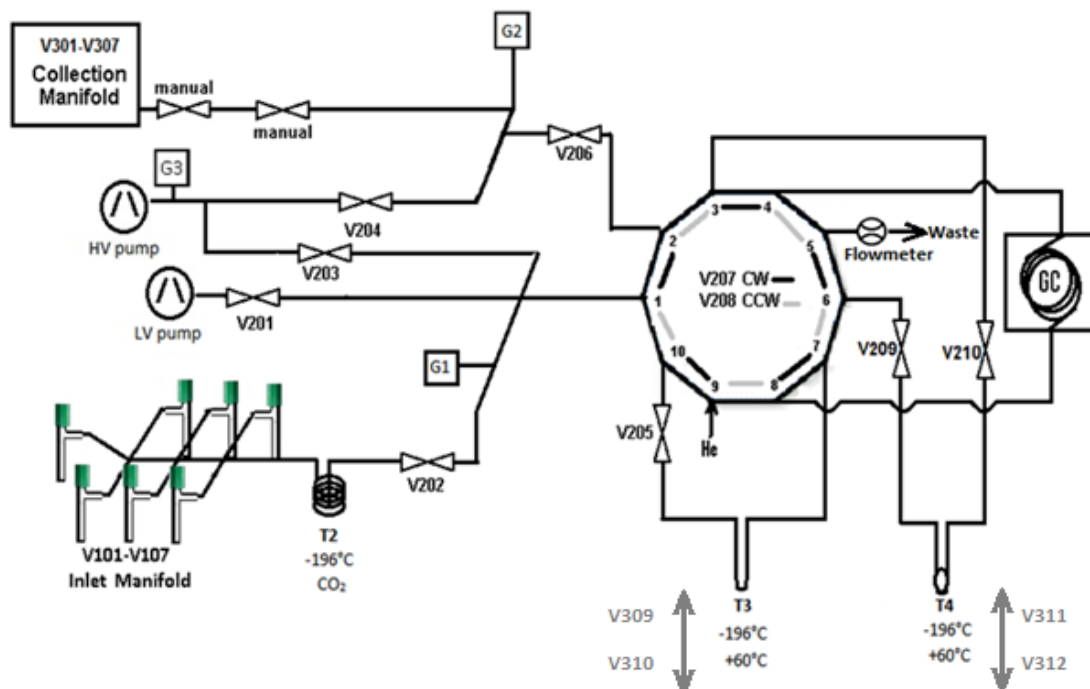 G2
V301-V307
Collection
Manifold
manual
manual
V206
G3
HV pump
V204
V203
LV pump
V201
G1
V202
T2
-196°C
CO₂
V101-V107
Inlet Manifold
3
4
2
5
1
6
10
7
9
8
V207 CW
V208 CCW
Flowmeter
Waste
GC
V209
V210
V205
He
T3
-196°C
+60°C
T4
-196°C
+60°C
V309
V310
V311
V312